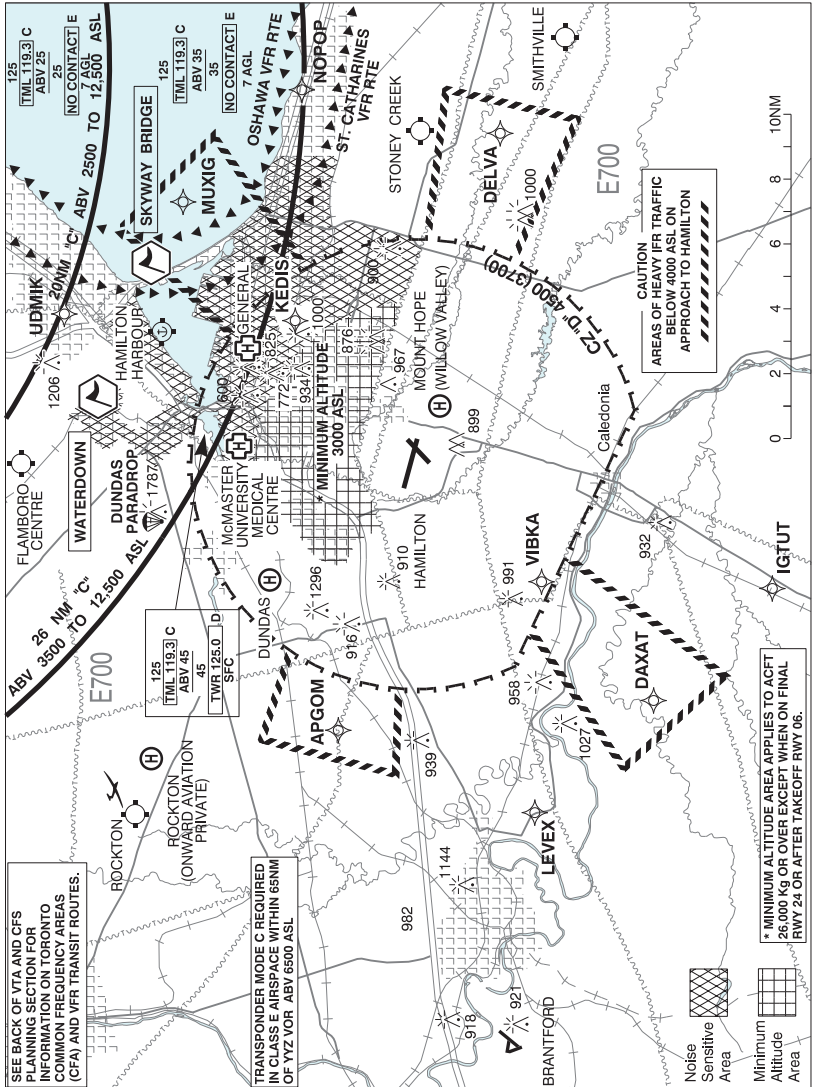 SEE BACK OF VTA AND CFS
PLANNING SECTION FOR
INFORMATION ON TORONTO
COMMON FREQUENCY AREAS
(CFA) AND VFR TRANSIT ROUTES.
ROCKTON
ROCKTON
(ONWARD AVIATION
PRIVATE)
H
E700
26 NM "C"
ABV 3500 TO 12,500 ASL
FLAMBORO
CENTRE
WATERDOWN
DUNDAS
PARADROP
1787
1206
UDMIK
20NM "C" ABV 2500 TO 12,500 ASL
125
TML 119.3 C
ABV 25
25
NO CONTACT E
7 AGL
SKYWAY BRIDGE
125
TML 119.3 C
ABV 35
35
NO CONTACT E
7 AGL
OSHAWA VFR RTE
NOPOP
ST. CATHARINES
VFR RTE
MUXIG
HAMILTON
HARBOUR
GENERAL
H
KEDIS
600
825
772
934
1000
876
900
967
* MINIMUM ALTITUDE
3000 ASL
McMASTER
UNIVERSITY
MEDICAL
CENTRE
H
125
TML 119.3 C
ABV 45
45
TWR 125.0 D
SFC
DUNDAS
H
1296
916
910
HAMILTON
MOUNT HOPE
(WILLOW VALLEY)
H
899
STONEY CREEK
SMITHVILLE
DELVA
1000
E700
CZ "D" 4500 (3700)
CAUTION
AREAS OF HEAVY IFR TRAFFIC
BELOW 4000 ASL ON
APPROACH TO HAMILTON
0
2
4
6
8
10NM
TRANSPONDER MODE C REQUIRED
IN CLASS E AIRSPACE WITHIN 65NM
OF YYZ VOR ABV 6500 ASL
APGOM
939
982
1144
918
921
BRANTFORD
LEVEX
958
991
VIBKA
1027
DAXAT
Caledonia
932
IGTUT
Noise
Sensitive
Area
Minimum
Altitude
Area
* MINIMUM ALTITUDE AREA APPLIES TO ACFT
26,000 Kg OR OVER EXCEPT WHEN ON FINAL
RWY 24 OR AFTER TAKEOFF RWY 06.